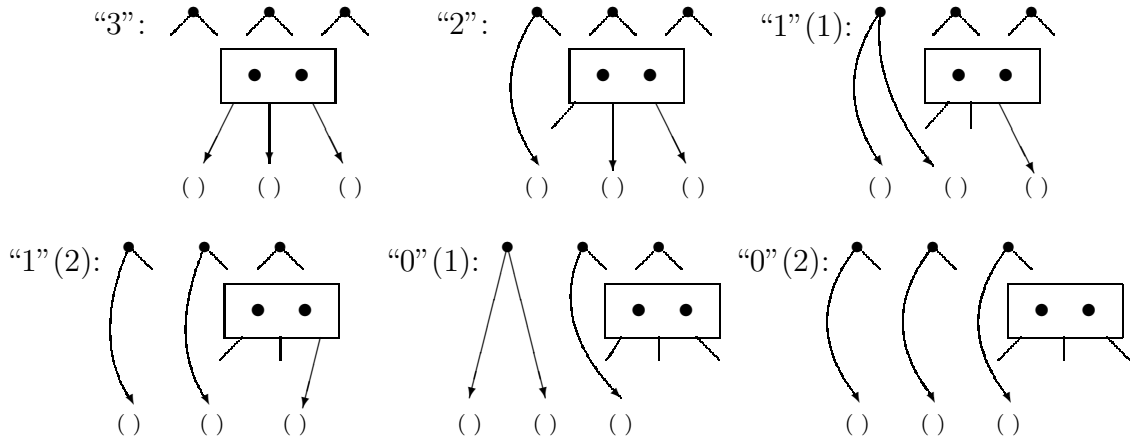 “3”: “2”: “1”(1):
( ) ( ) ( ) ( ) ( ) ( ) ( ) ( ) ( )
“1”(2): “0”(1): “0”(2):
( ) ( ) ( ) ( ) ( ) ( ) ( ) ( ) ( )